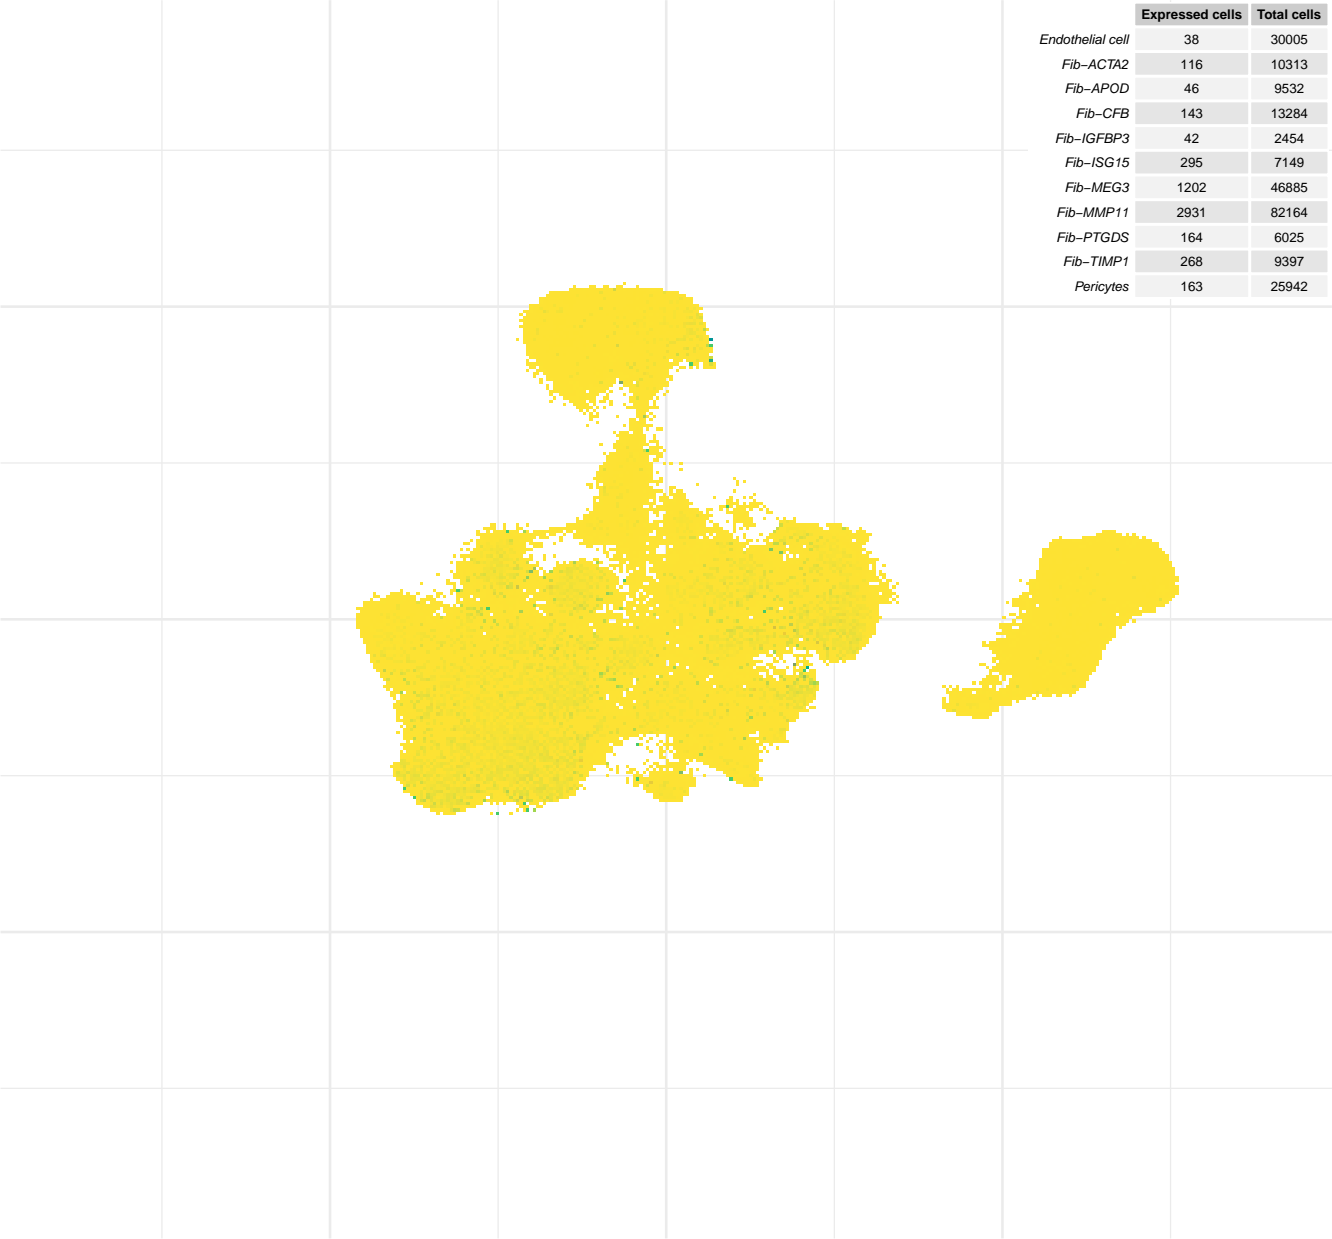 Expressed cells Total cells
Endothelial cell 38 30005
Fib−ACTA2 116 10313
Fib−APOD 46 9532
Fib−CFB 143 13284
Fib−IGFBP3 42 2454
Fib−ISG15 295 7149
Fib−MEG3 1202 46885
Fib−MMP11 2931 82164
Fib−PTGDS 164 6025
Fib−TIMP1 268 9397
Pericytes 163 25942